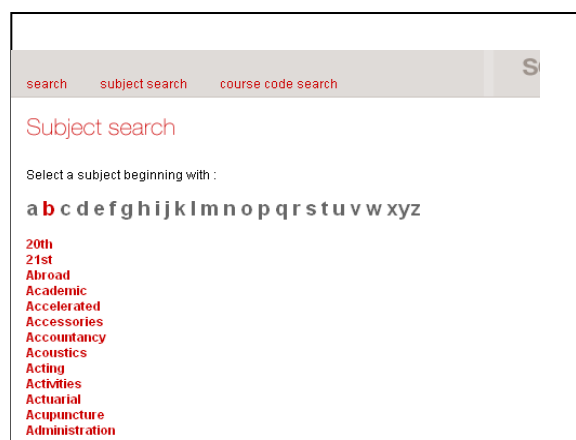 search subject search course code search
Subject search
Select a subject beginning with :
a b c d e f g h i j k l m n o p q r s t u v w xyz
20th
21st
Abroad
Academic
Accelerated
Accessories
Accountancy
Acoustics
Acting
Activities
Actuarial
Acupuncture
Administration